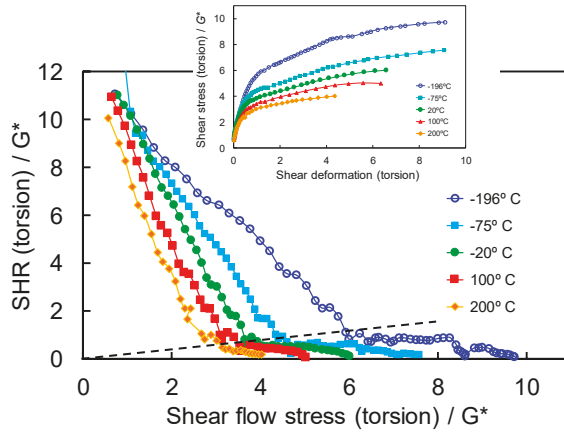 Shear stress (torsion) / G*
12
10
8
6
4
2
0
0
2
4
6
8
10
-196ºC
-75ºC
20ºC
100ºC
200ºC
Shear deformation (torsion)
SHR (torsion) / G*
12
10
8
6
4
2
0
0
2
4
6
8
10
-196º C
-75º C
-20º C
100º C
200º C
Shear flow stress (torsion) / G*